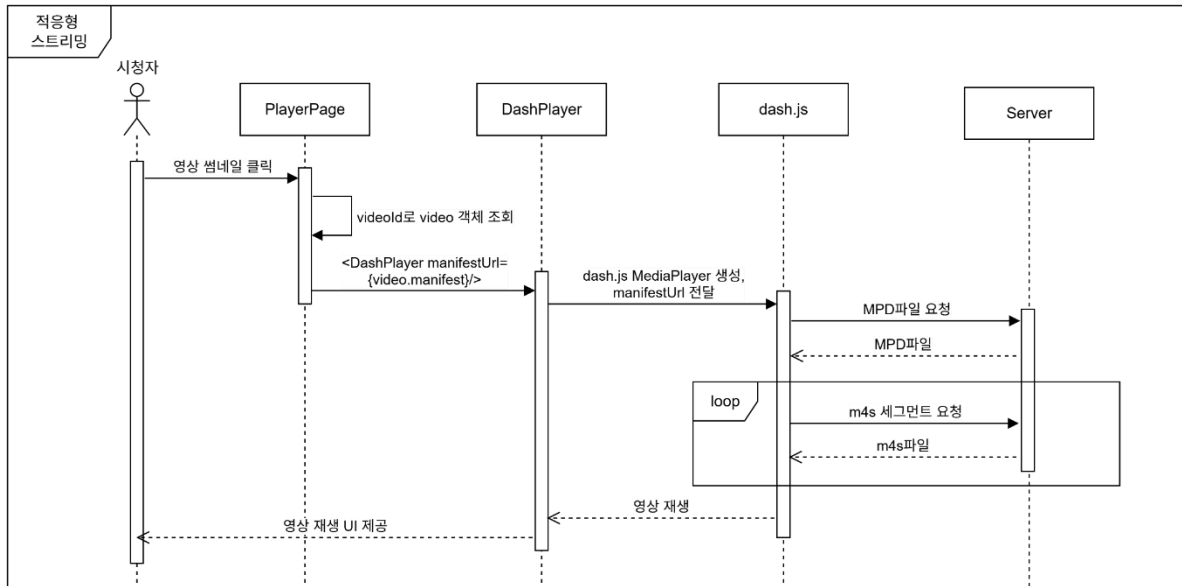 적응형
스트리밍
시청자
PlayerPage
DashPlayer
dash.js
Server
영상 썸네일 클릭
videoId로 video 객체 조회
<DashPlayer manifestUrl=
{video.manifest}/>
dash.js MediaPlayer 생성,
manifestUrl 전달
MPD파일 요청
MPD파일
loop
m4s 세그먼트 요청
m4s파일
영상 재생
영상 재생 UI 제공